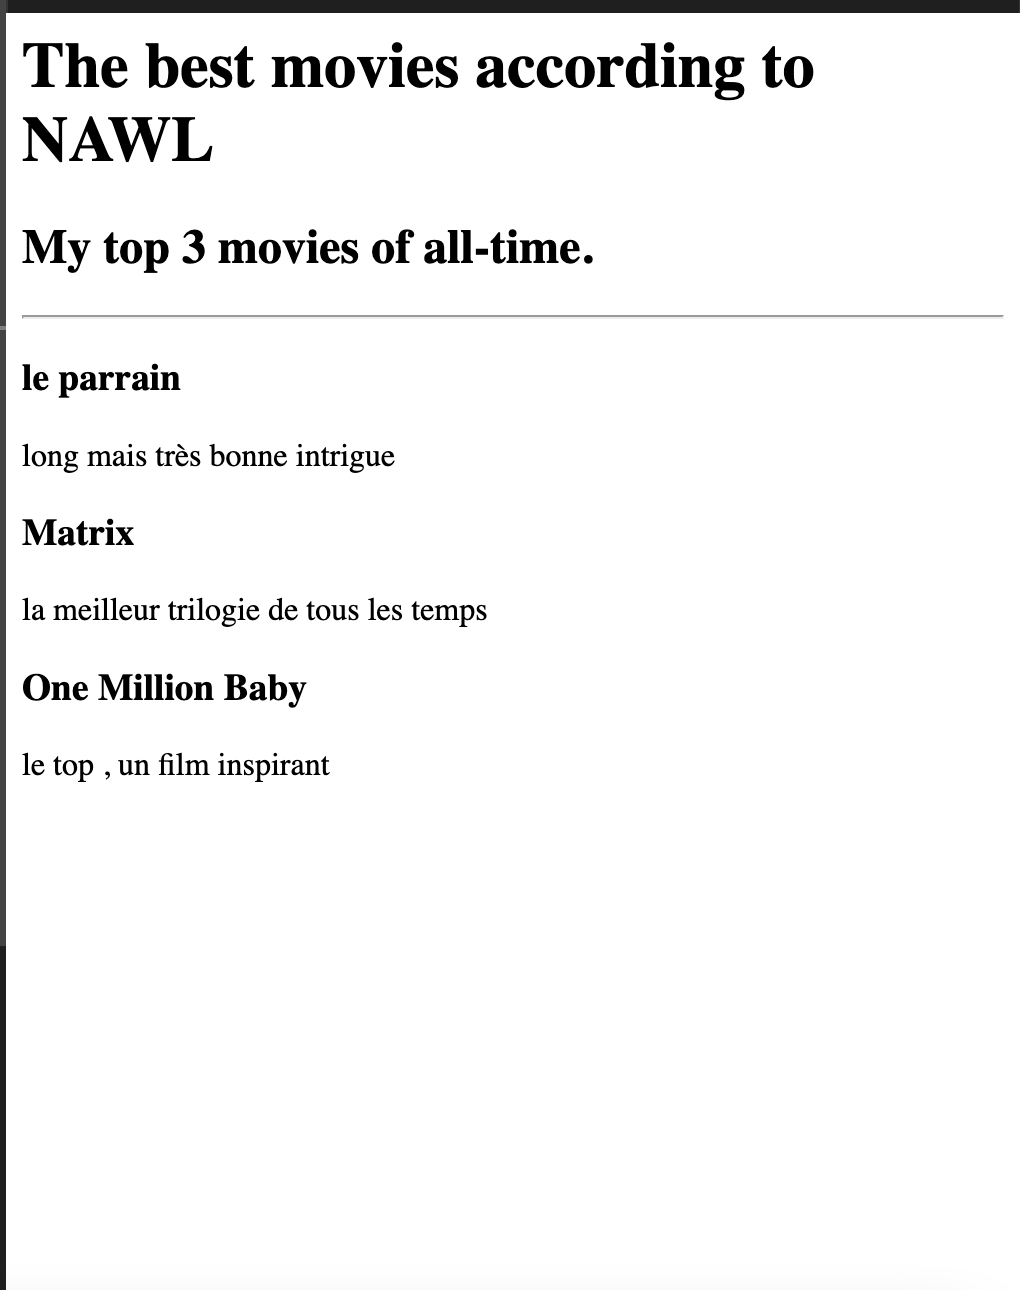 The best movies according to
NAWL
My top 3 movies of all-time.
le parrain
long mais très bonne intrigue
Matrix
la meilleur trilogie de tous les temps
One Million Baby
le top , un film inspirant